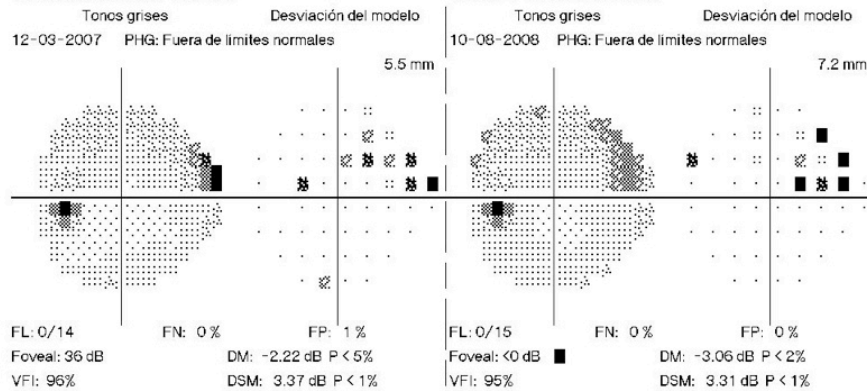 Tonos grises Desviación del modelo
12-03-2007 PHG: Fuera de limites normales
5.5 mm
FL: 0/14 FN: 0 % FP: 1 %
Foveal: 36 dB DM: -2.22 dB P < 5%
VFI: 96% DSM: 3.37 dB P < 1%
Tonos grises Desviación del modelo
10-08-2008 PHG: Fuera de limites normales
7.2 mm
FL: 0/15 FN: 0% FP: 0%
Foveal: <0 dB ■ DM: -3.06 dB P < 2%
VFI: 95% DSM: 3.31 dB P < 1%